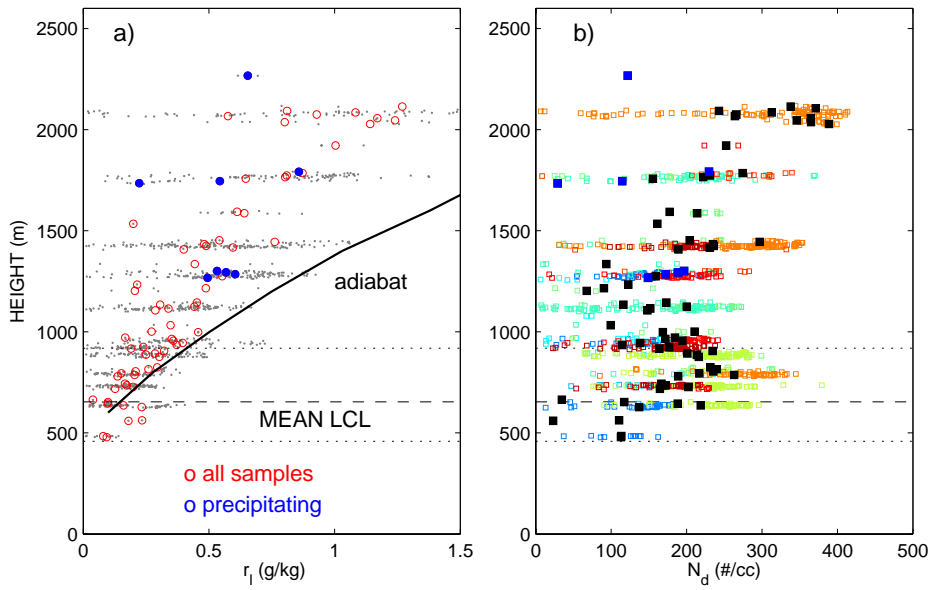 a)
b)
2500
2000
1500
1000
500
0
HEIGHT (m)
adiabat
MEAN LCL
o all samples
o precipitating
0 0.5 1 1.5
r_l (g/kg)
2500
2000
1500
1000
500
0
0 100 200 300 400 500
N_d (#/cc)